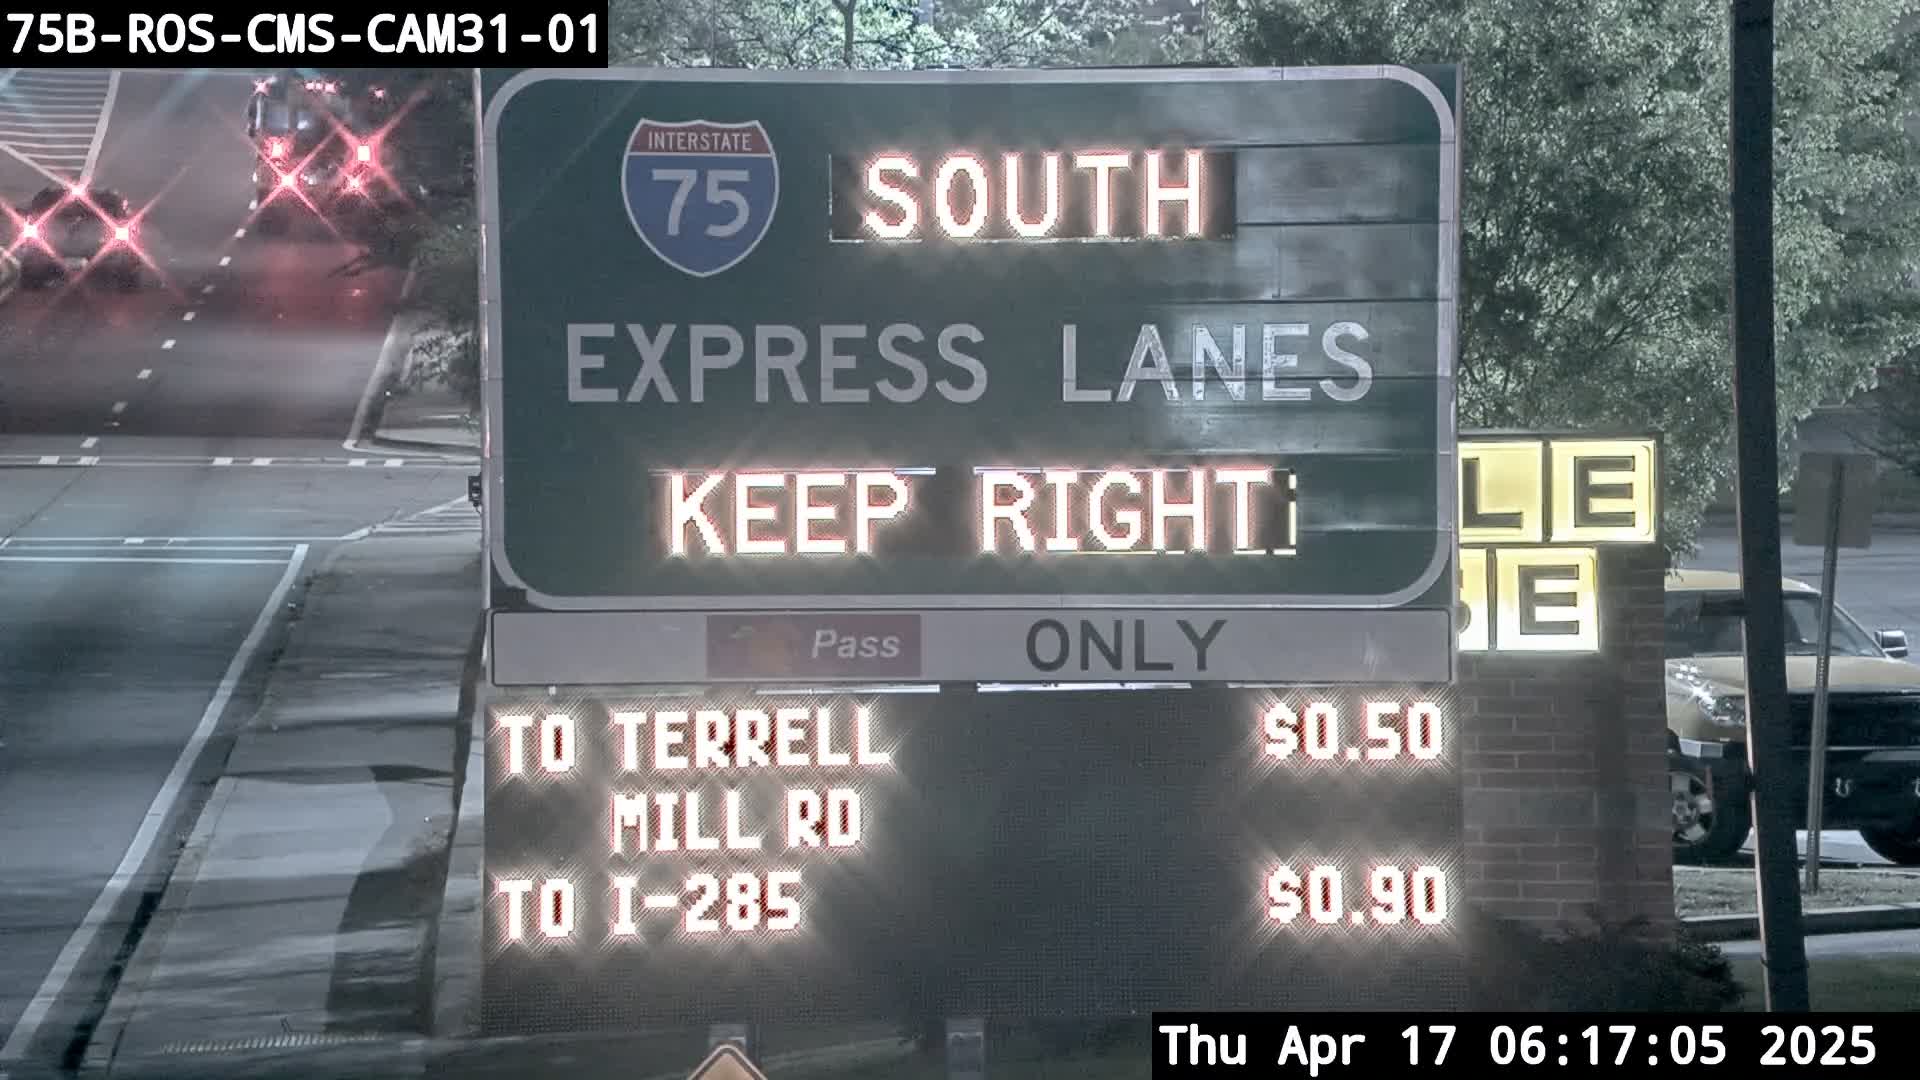 75B-ROS-CMS-CAM31-01
INTERSTATE
75
SOUTH
EXPRESS LANES
KEEP RIGHT
Pass ONLY
TO TERRELL $0.50
MILL RD
TO I-285 $0.90
LE
E
Thu Apr 17 06:17:05 2025